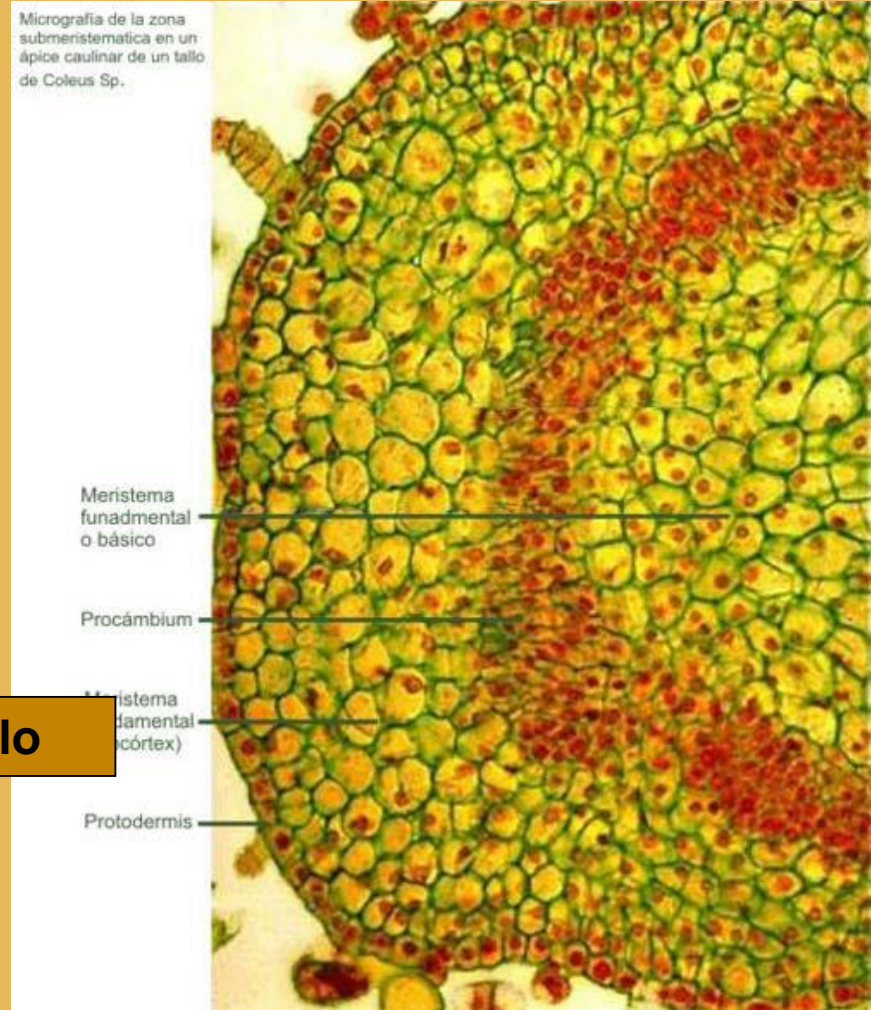 Micrografia de la zona
submeristematica en un
ápice caulinar de un tallo
de Coleus Sp.
Meristema
funadmental
o básico
Procámbium
lo
Protodermis